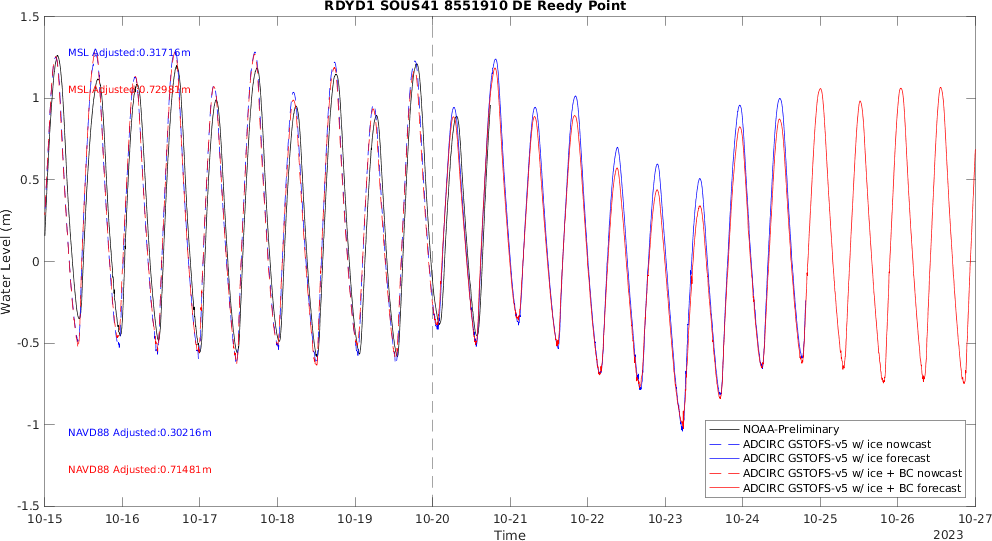 RDYD1 SOUS41 8551910 DE Reedy Point
1.5
1
0.5
0
-0.5
-1
-1.5
Water Level (m)
MSL Adjusted:0.31716m
MSL Adjusted:0.72981m
NAVD88 Adjusted:0.30216m
NAVD88 Adjusted:0.71481m
NOAA-Preliminary
ADCIRC GSTOFS-v5 w/ ice nowcast
ADCIRC GSTOFS-v5 w/ ice forecast
ADCIRC GSTOFS-v5 w/ ice + BC nowcast
ADCIRC GSTOFS-v5 w/ ice + BC forecast
10-15 10-16 10-17 10-18 10-19 10-20 10-21 10-22 10-23 10-24 10-25 10-26 10-27
Time
2023